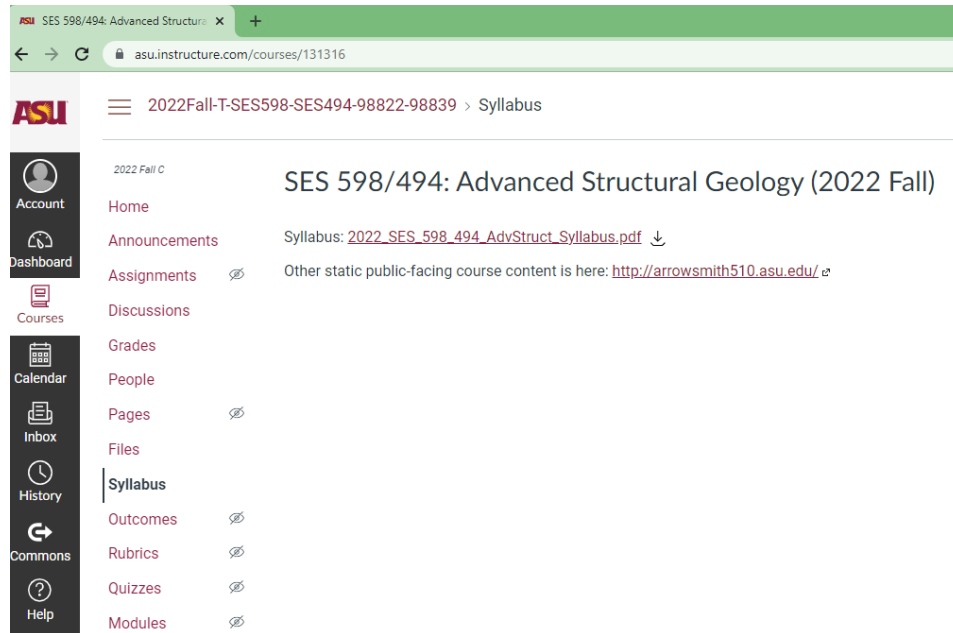 ASU SES 598/494: Advanced Structura
asu.instructure.com/courses/131316
ASU
2022Fall-T-SES598-SES494-98822-98839 > Syllabus
Account
Dashboard
Courses
Calendar
Inbox
History
Commons
Help
2022 Fall C
Home
Announcements
Assignments
Discussions
Grades
People
Pages
Files
Syllabus
Outcomes
Rubrics
Quizzes
Modules
SES 598/494: Advanced Structural Geology (2022 Fall)
Syllabus: 2022_SES_598_494_AdvStruct_Syllabus.pdf
Other static public-facing course content is here: http://arrowsmith510.asu.edu/